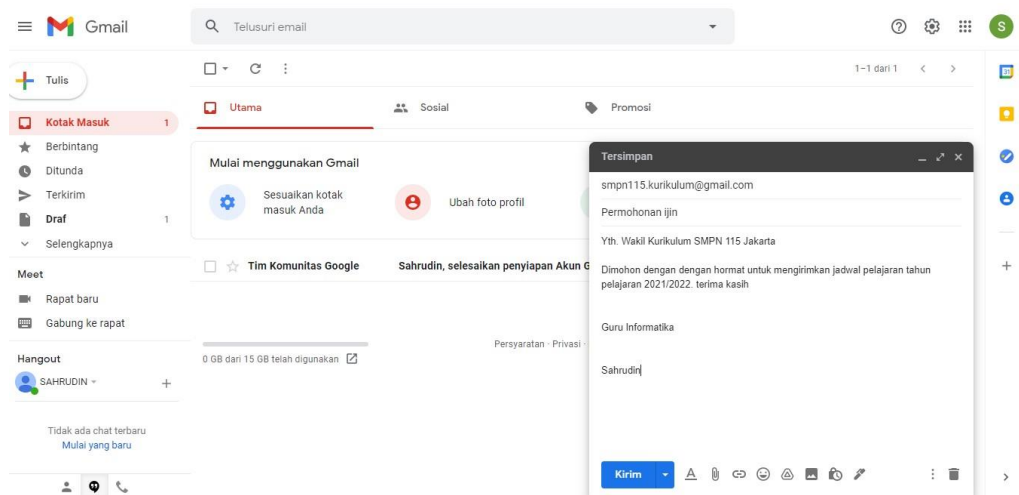 Gmail
Telusuri email
S
Tulis
1–1 dari 1
31
Utama
Sosial
Promosi
Kotak Masuk 1
Berbintang
Ditunda
Terkirim
Draf 1
Selengkapnya
Meet
Rapat baru
Gabung ke rapat
Hangout
SAHRUDIN
Tidak ada chat terbaru
Mulai yang baru
Mulai menggunakan Gmail
Sesuaikan kotak
masuk Anda
Ubah foto profil
Tim Komunitas Google Sahrudin, selesaikan penyiapan Akun G
Persyaratan · Privasi ·
0 GB dari 15 GB telah digunakan
Tersimpan
smpn115.kurikulum@gmail.com
Permohonan ijin
Yth. Wakil Kurikulum SMPN 115 Jakarta
Dimohon dengan dengan hormat untuk mengirimkan jadwal pelajaran tahun
pelajaran 2021/2022. terima kasih
Guru Informatika
Sahrudin
Kirim